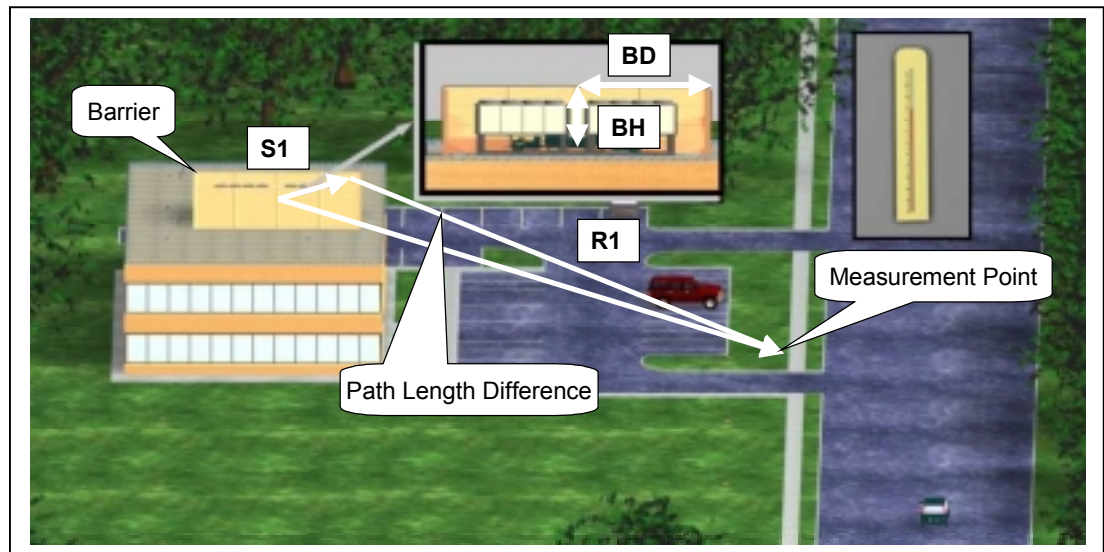 BD
Barrier
BH
S1
R1
Measurement Point
Path Length Difference